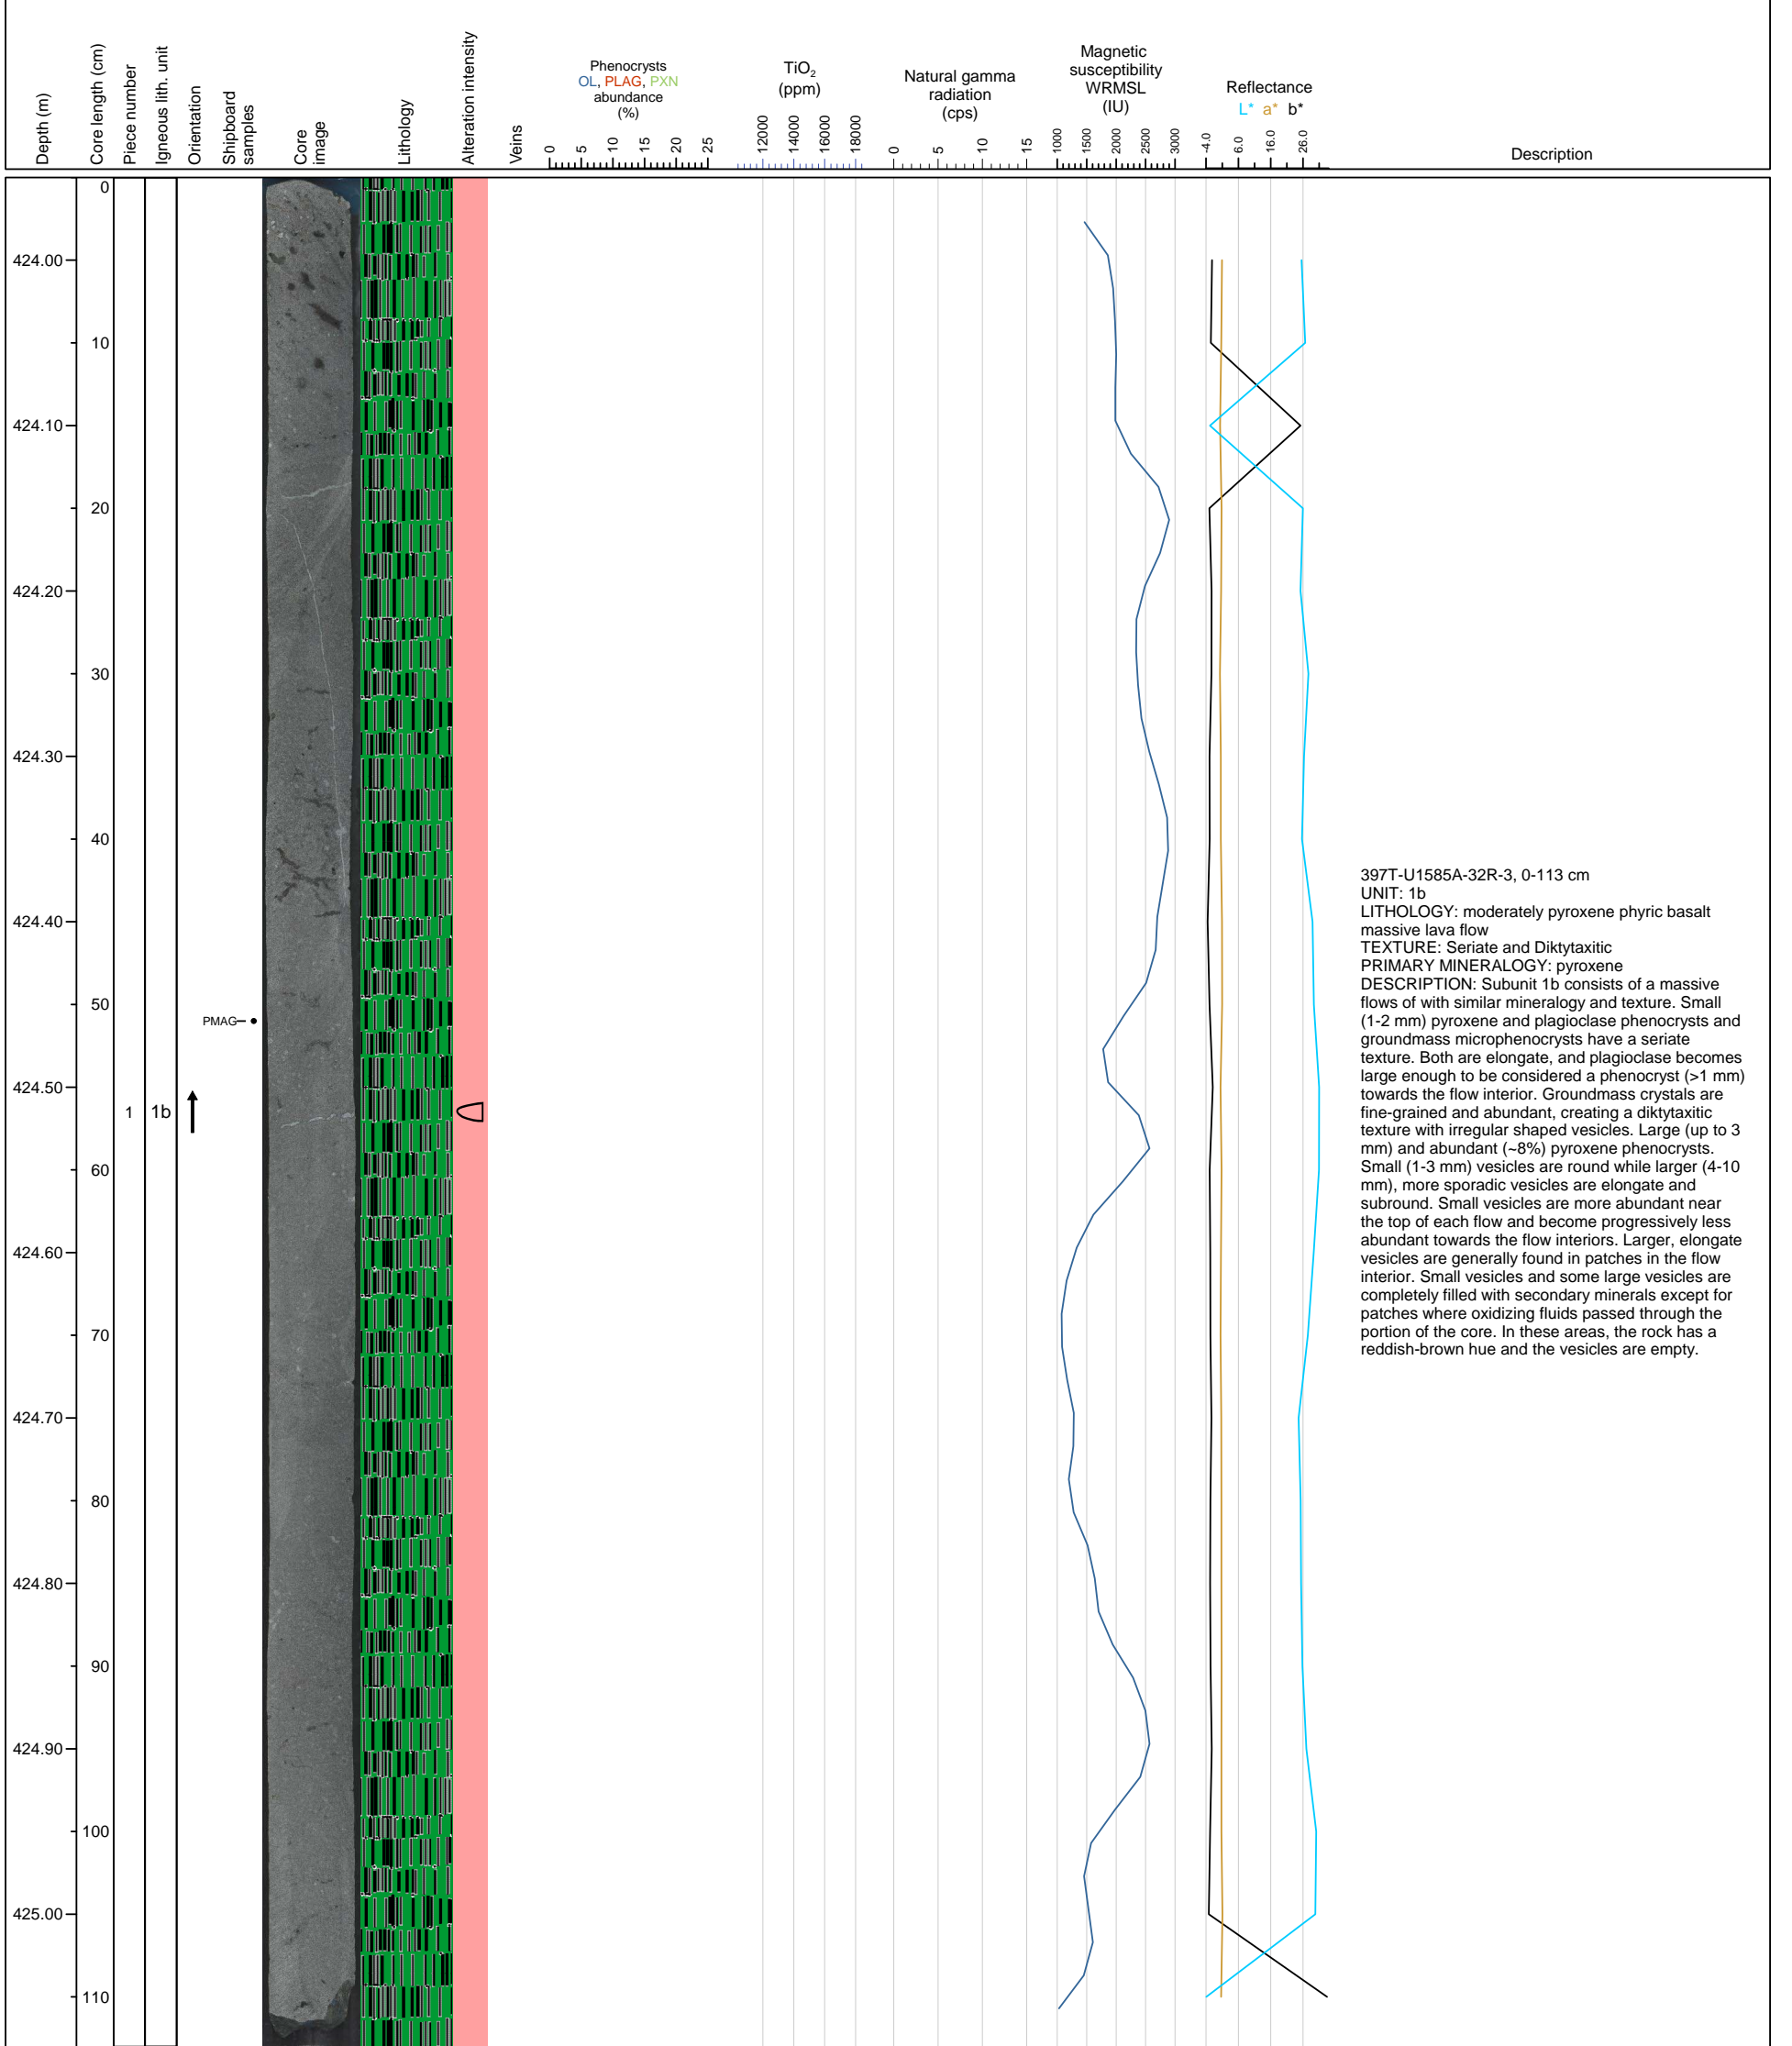 Depth (m)
Core length (cm)
Piece number
Igneous lith. unit
Orientation
Shipboard
samples
Core
image
Lithology
Alteration intensity
Veins
Phenocrysts
OL, PLAG, PXN
abundance
(%)
0 5 10 15 20 25
TiO2
(ppm)
12000 14000 16000 18000
Natural gamma
radiation
(cps)
0 5 10 15
Magnetic
susceptibility
WRMSL
(IU)
1000 1500 2000 2500 3000
Reflectance
L* a* b*
-4.0 6.0 16.0 26.0
Description
0
424.00
10
424.10
20
424.20
30
424.30
40
424.40
50
PMAG
424.50
1 1b
60
424.60
70
424.70
80
424.80
90
424.90
100
425.00
110
397T-U1585A-32R-3, 0-113 cm
UNIT: 1b
LITHOLOGY: moderately pyroxene phyric basalt
massive lava flow
TEXTURE: Seriate and Diktytaxitic
PRIMARY MINERALOGY: pyroxene
DESCRIPTION: Subunit 1b consists of a massive
flows of with similar mineralogy and texture. Small
(1-2 mm) pyroxene and plagioclase phenocrysts and
groundmass microphenocrysts have a seriate
texture. Both are elongate, and plagioclase becomes
large enough to be considered a phenocryst (>1 mm)
towards the flow interior. Groundmass crystals are
fine-grained and abundant, creating a diktytaxitic
texture with irregular shaped vesicles. Large (up to 3
mm) and abundant (~8%) pyroxene phenocrysts.
Small (1-3 mm) vesicles are round while larger (4-10
mm), more sporadic vesicles are elongate and
subround. Small vesicles are more abundant near
the top of each flow and become progressively less
abundant towards the flow interiors. Larger, elongate
vesicles are generally found in patches in the flow
interior. Small vesicles and some large vesicles are
completely filled with secondary minerals except for
patches where oxidizing fluids passed through the
portion of the core. In these areas, the rock has a
reddish-brown hue and the vesicles are empty.